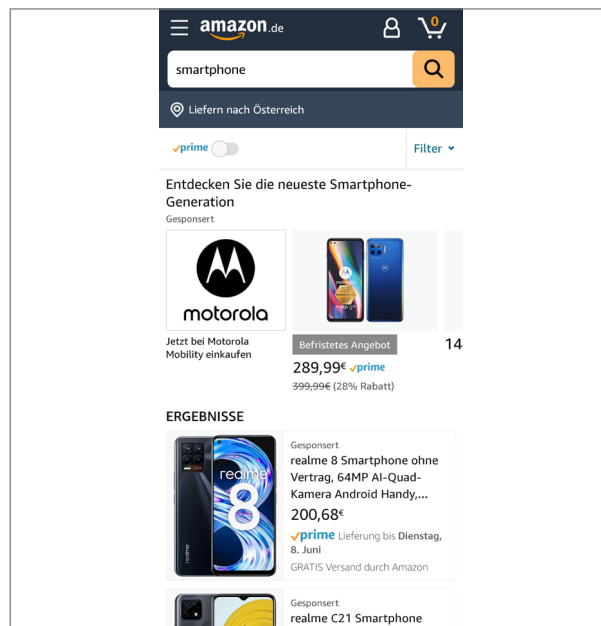 amazon.de
0
smartphone
Liefern nach Österreich
prime
Filter
Entdecken Sie die neueste Smartphone-
Generation
Gesponsert
motorola
Jetzt bei Motorola
Mobility einkaufen
Befristetes Angebot
289,99€ prime
399,99€ (28% Rabatt)
14
ERGEBNISSE
realme
8
realme
Gesponsert
realme 8 Smartphone ohne
Vertrag, 64MP AI-Quad-
Kamera Android Handy,...
200,68€
prime Lieferung bis Dienstag,
8. Juni
GRATIS Versand durch Amazon
Gesponsert
realme C21 Smartphone